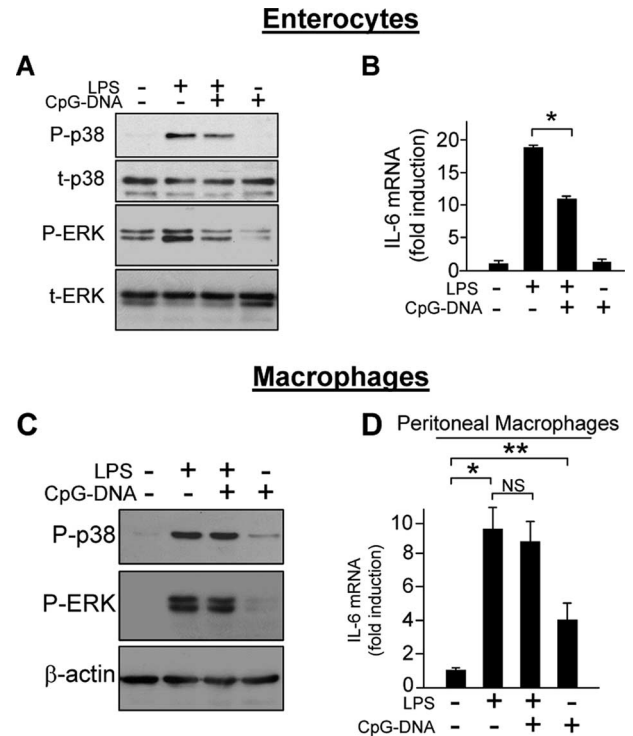 Enterocytes
A
LPS - + + -
CpG-DNA - - + +
P-p38
t-p38
P-ERK
t-ERK
B
*
IL-6 mRNA
(fold induction)
20
15
10
5
0
LPS - + + -
CpG-DNA - - + +
Macrophages
C
LPS - + + -
CpG-DNA - - + +
P-p38
P-ERK
β-actin
D Peritoneal Macrophages
**
*
NS
IL-6 mRNA
(fold induction)
10
8
6
4
2
0
LPS - + + -
CpG-DNA - - + +